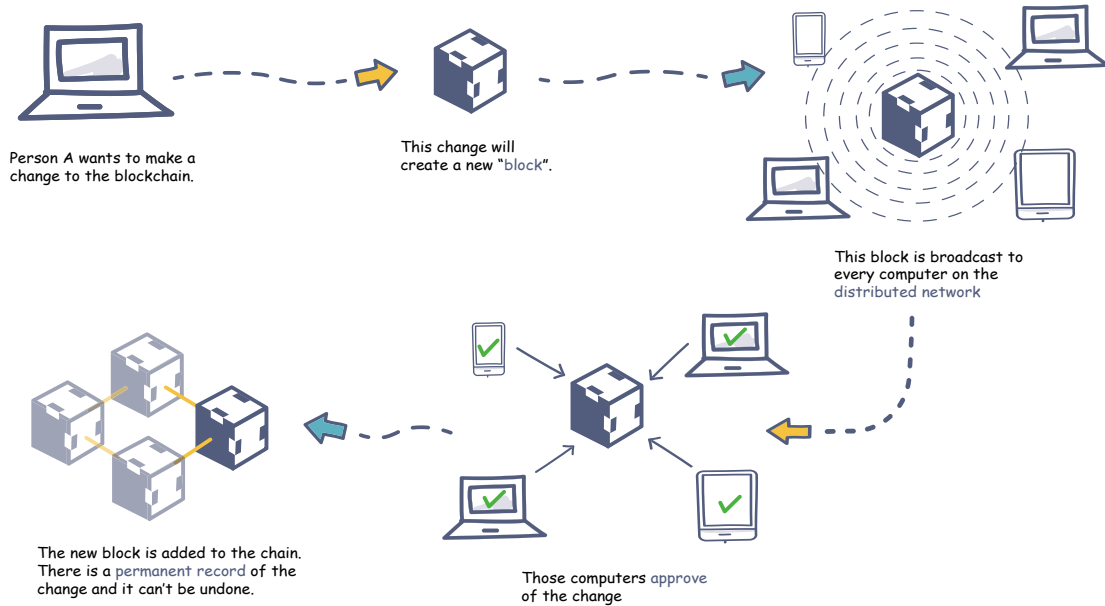 Person A wants to make a
change to the blockchain.
This change will
create a new “block”.
This block is broadcast to
every computer on the
distributed network
Those computers approve
of the change
The new block is added to the chain.
There is a permanent record of the
change and it can't be undone.